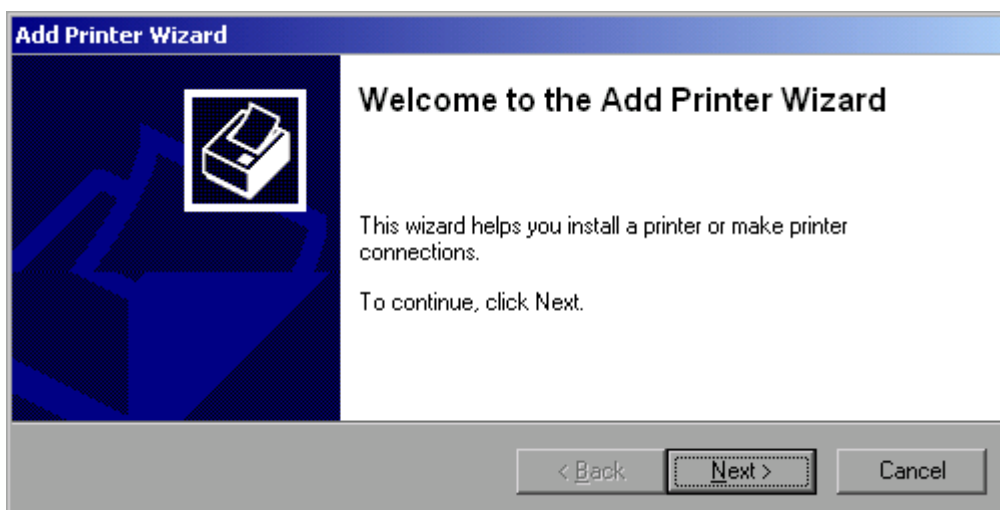 Add Printer Wizard
Welcome to the Add Printer Wizard
This wizard helps you install a printer or make printer
connections.
To continue, click Next.
< Back
Next >
Cancel